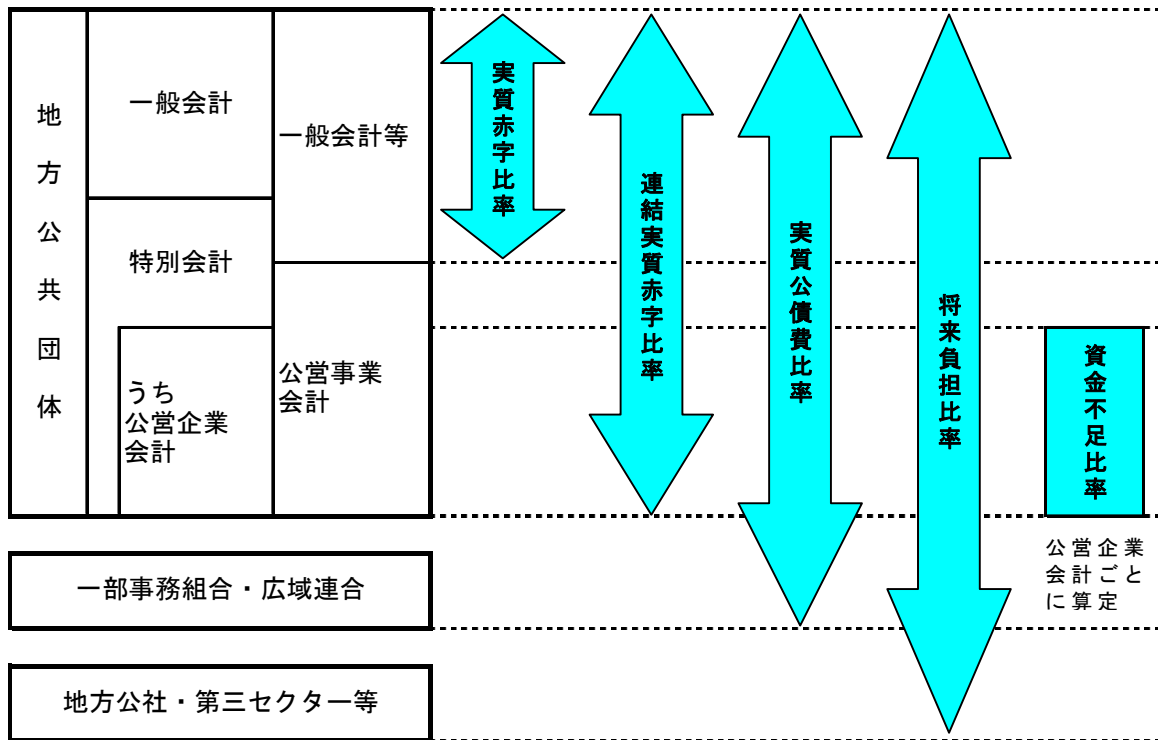 地方公共団体
一般会計
特別会計
うち
公営企業
会計
一般会計等
公営事業
会計
実質赤字比率
連結実質赤字比率
実質公債費比率
将来負担比率
資金不足比率
公営企業
会計ごと
に算定
一部事務組合・広域連合
地方公社・第三セクター等